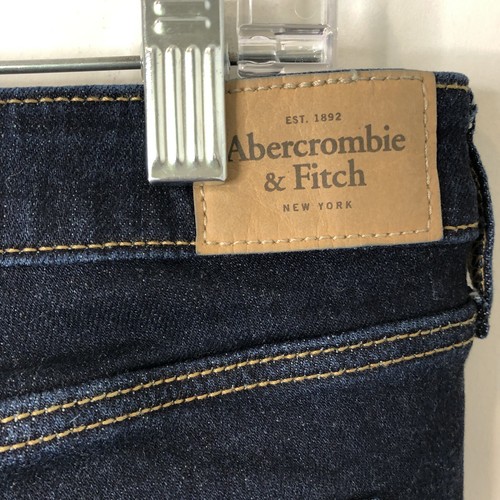 EST. 1892
Abercrombie
& Fitch
NEW YORK